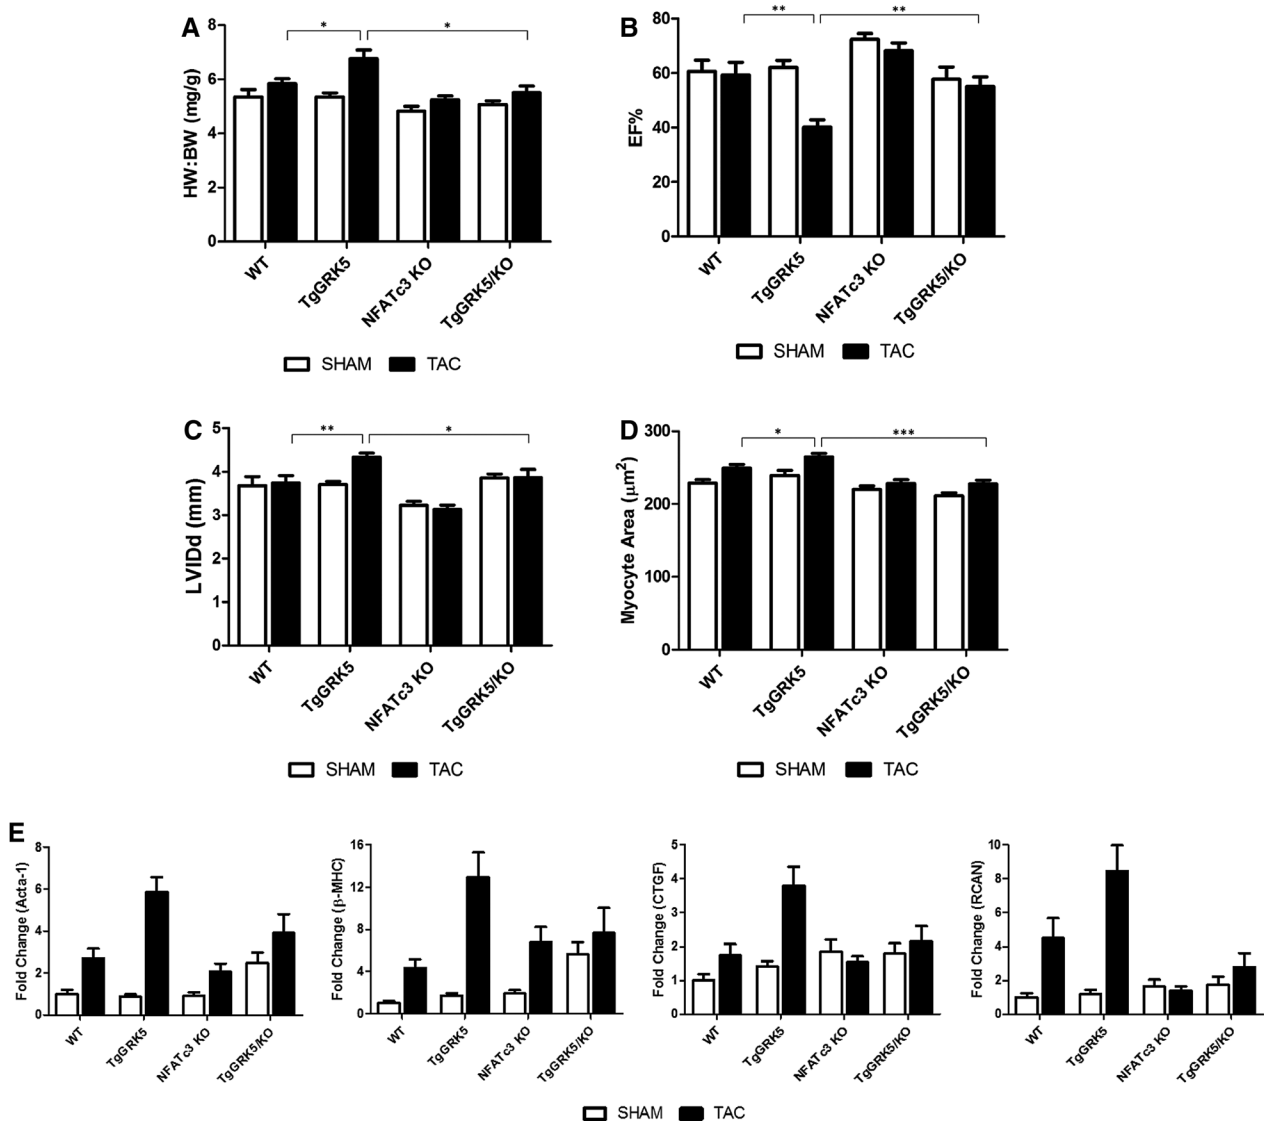 A
HW:BW (mg/g)
8
6
4
2
0
*
*
WT
TgGRK5
NFATc3 KO
TgGRK5/KO
SHAM TAC
B
EF%
80
60
40
20
0
**
**
WT
TgGRK5
NFATc3 KO
TgGRK5/KO
SHAM TAC
C
LVIDd (mm)
5
4
3
2
1
0
**
*
WT
TgGRK5
NFATc3 KO
TgGRK5/KO
SHAM TAC
D
Myocyte Area (μm²)
300
200
100
0
*
***
WT
TgGRK5
NFATc3 KO
TgGRK5/KO
SHAM TAC
E
Fold Change (Acta-1)
8
6
4
2
0
WT
TgGRK5
NFATc3 KO
TgGRK5/KO
Fold Change (β-MHC)
16
12
8
4
0
WT
TgGRK5
NFATc3 KO
TgGRK5/KO
Fold Change (CTGF)
5
4
3
2
1
0
WT
TgGRK5
NFATc3 KO
TgGRK5/KO
Fold Change (RCAN)
10
8
6
4
2
0
WT
TgGRK5
NFATc3 KO
TgGRK5/KO
SHAM TAC